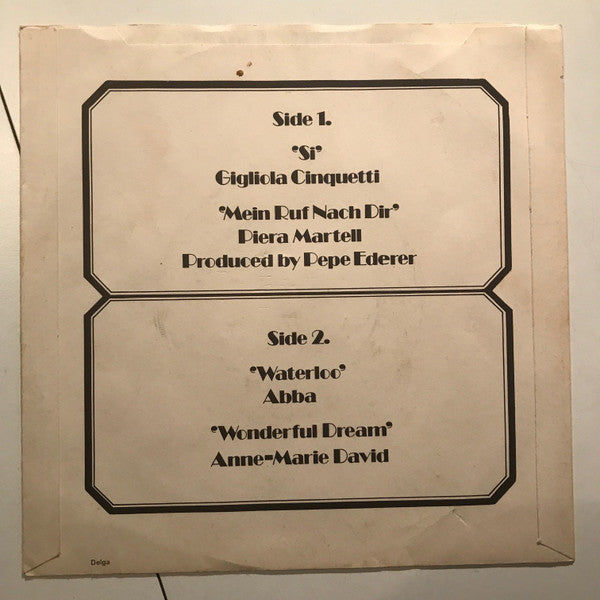 Side 1.
'Si'
Gigliola Cinquetti
'Mein Ruf Nach Dir'
Piera Martell
Produced by Pepe Ederer
Side 2.
'Waterloo'
Abba
'Wonderful Dream'
Anne-Marie David
Delga